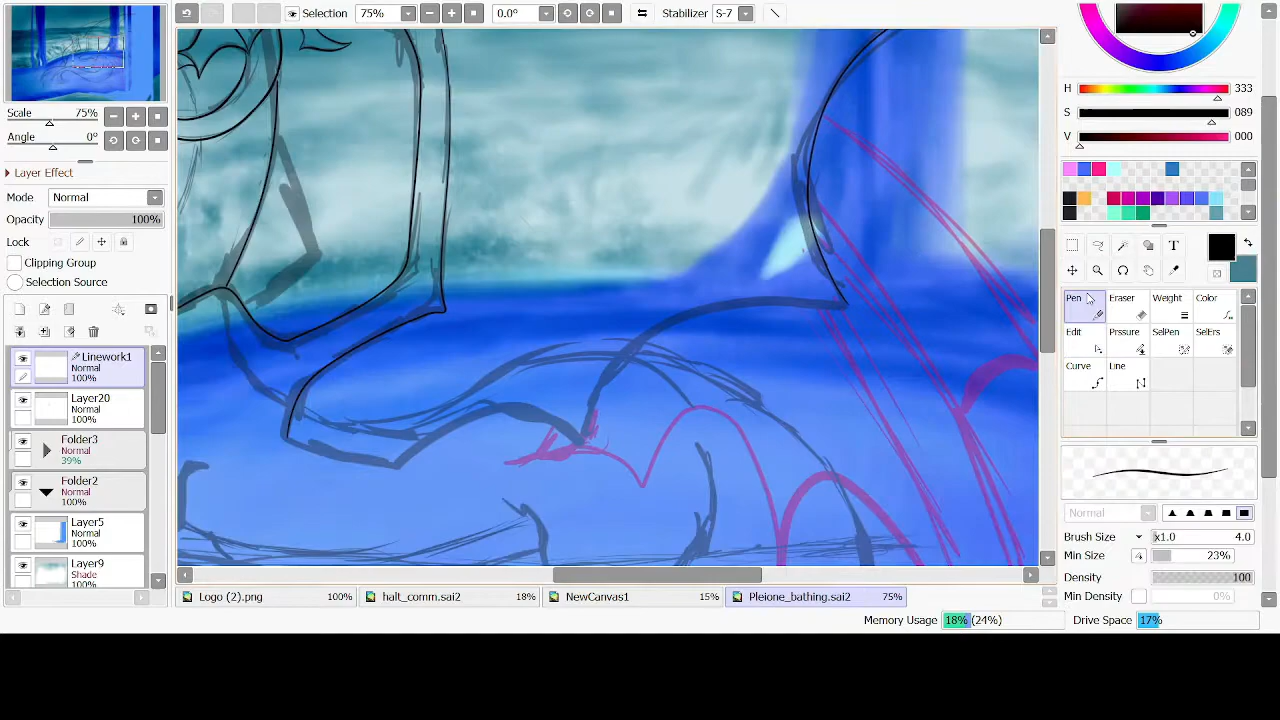 Selection 75% 0.0° Stabilizer S-7
Scale 75%
Angle 0°
Layer Effect
Mode Normal
Opacity 100%
Lock
Clipping Group
Selection Source
Linework1
Normal
100%
Layer20
Normal
100%
Folder3
Normal
39%
Folder2
Normal
100%
Layer5
Normal
100%
Layer9
Shade
100%
H 333
S 089
V 000
T
Pen Eraser Weight Color
Edit Prssure SelPen SelErs
Curve Line
Normal
Brush Size x1.0 4.0
Min Size 23%
Density 100
Min Density 0%
Logo (2).png 100% halt_comm.sai2 18% NewCanvas1 15% Pleione_bathing.sai2 75%
Memory Usage 18% (24%) Drive Space 17%